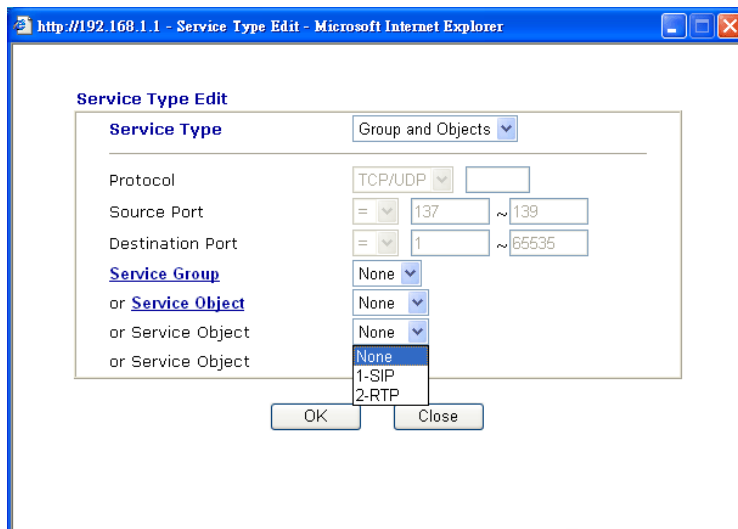 http://192.168.1.1 - Service Type Edit - Microsoft Internet Explorer
Service Type Edit
Service Type Group and Objects
Protocol TCP/UDP
Source Port = 137 ~ 139
Destination Port = 1 ~ 65535
Service Group None
or Service Object None
or Service Object None
None
or Service Object 1-SIP
2-RTP
OK Close